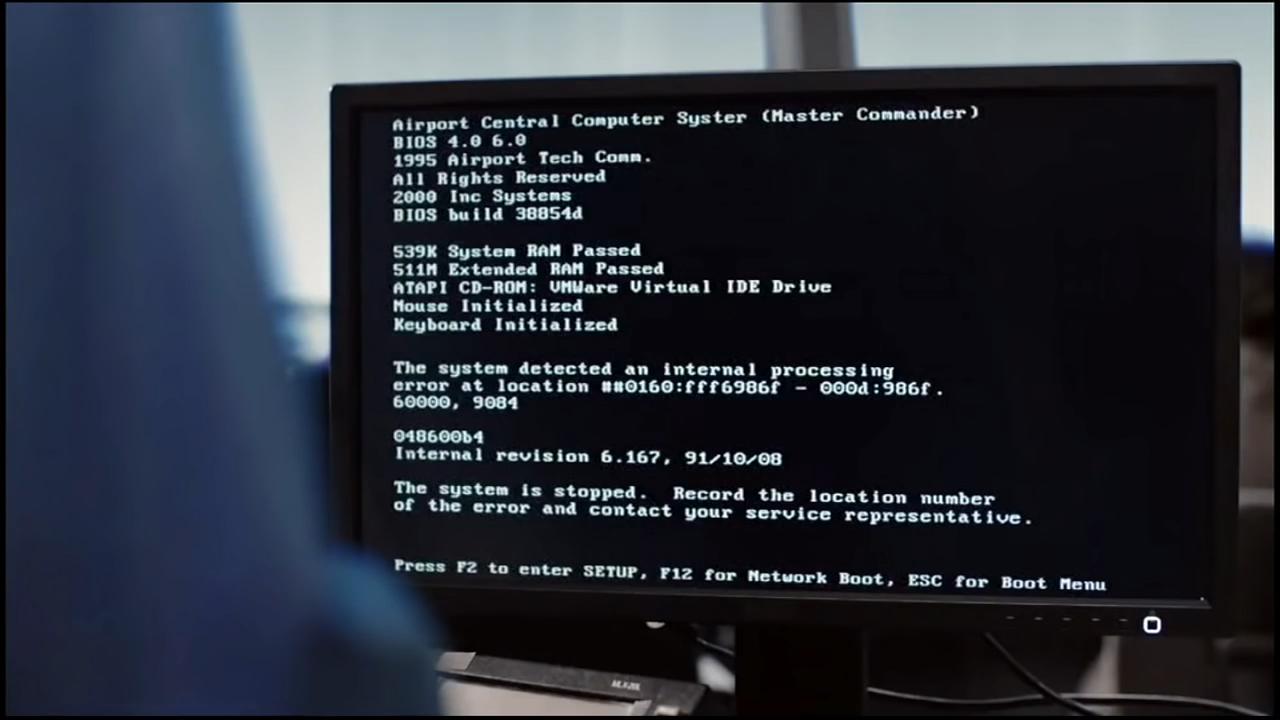 Airport Central Computer Syster (Master Commander)
BIOS 4.0 6.0
1995 Airport Tech Comm.
All Rights Reserved
2000 Inc Systems
BIOS build 38854d
539K System RAM Passed
511M Extended RAM Passed
ATAPI CD-ROM: VMWare Virtual IDE Drive
Mouse Initialized
Keyboard Initialized
The system detected an internal processing
error at location ##0160:fff6986f - 000d:986f.
60000, 9084
048600b4
Internal revision 6.167, 91/10/08
The system is stopped.  Record the location number
of the error and contact your service representative.
Press F2 to enter SETUP, F12 for Network Boot, ESC for Boot Menu